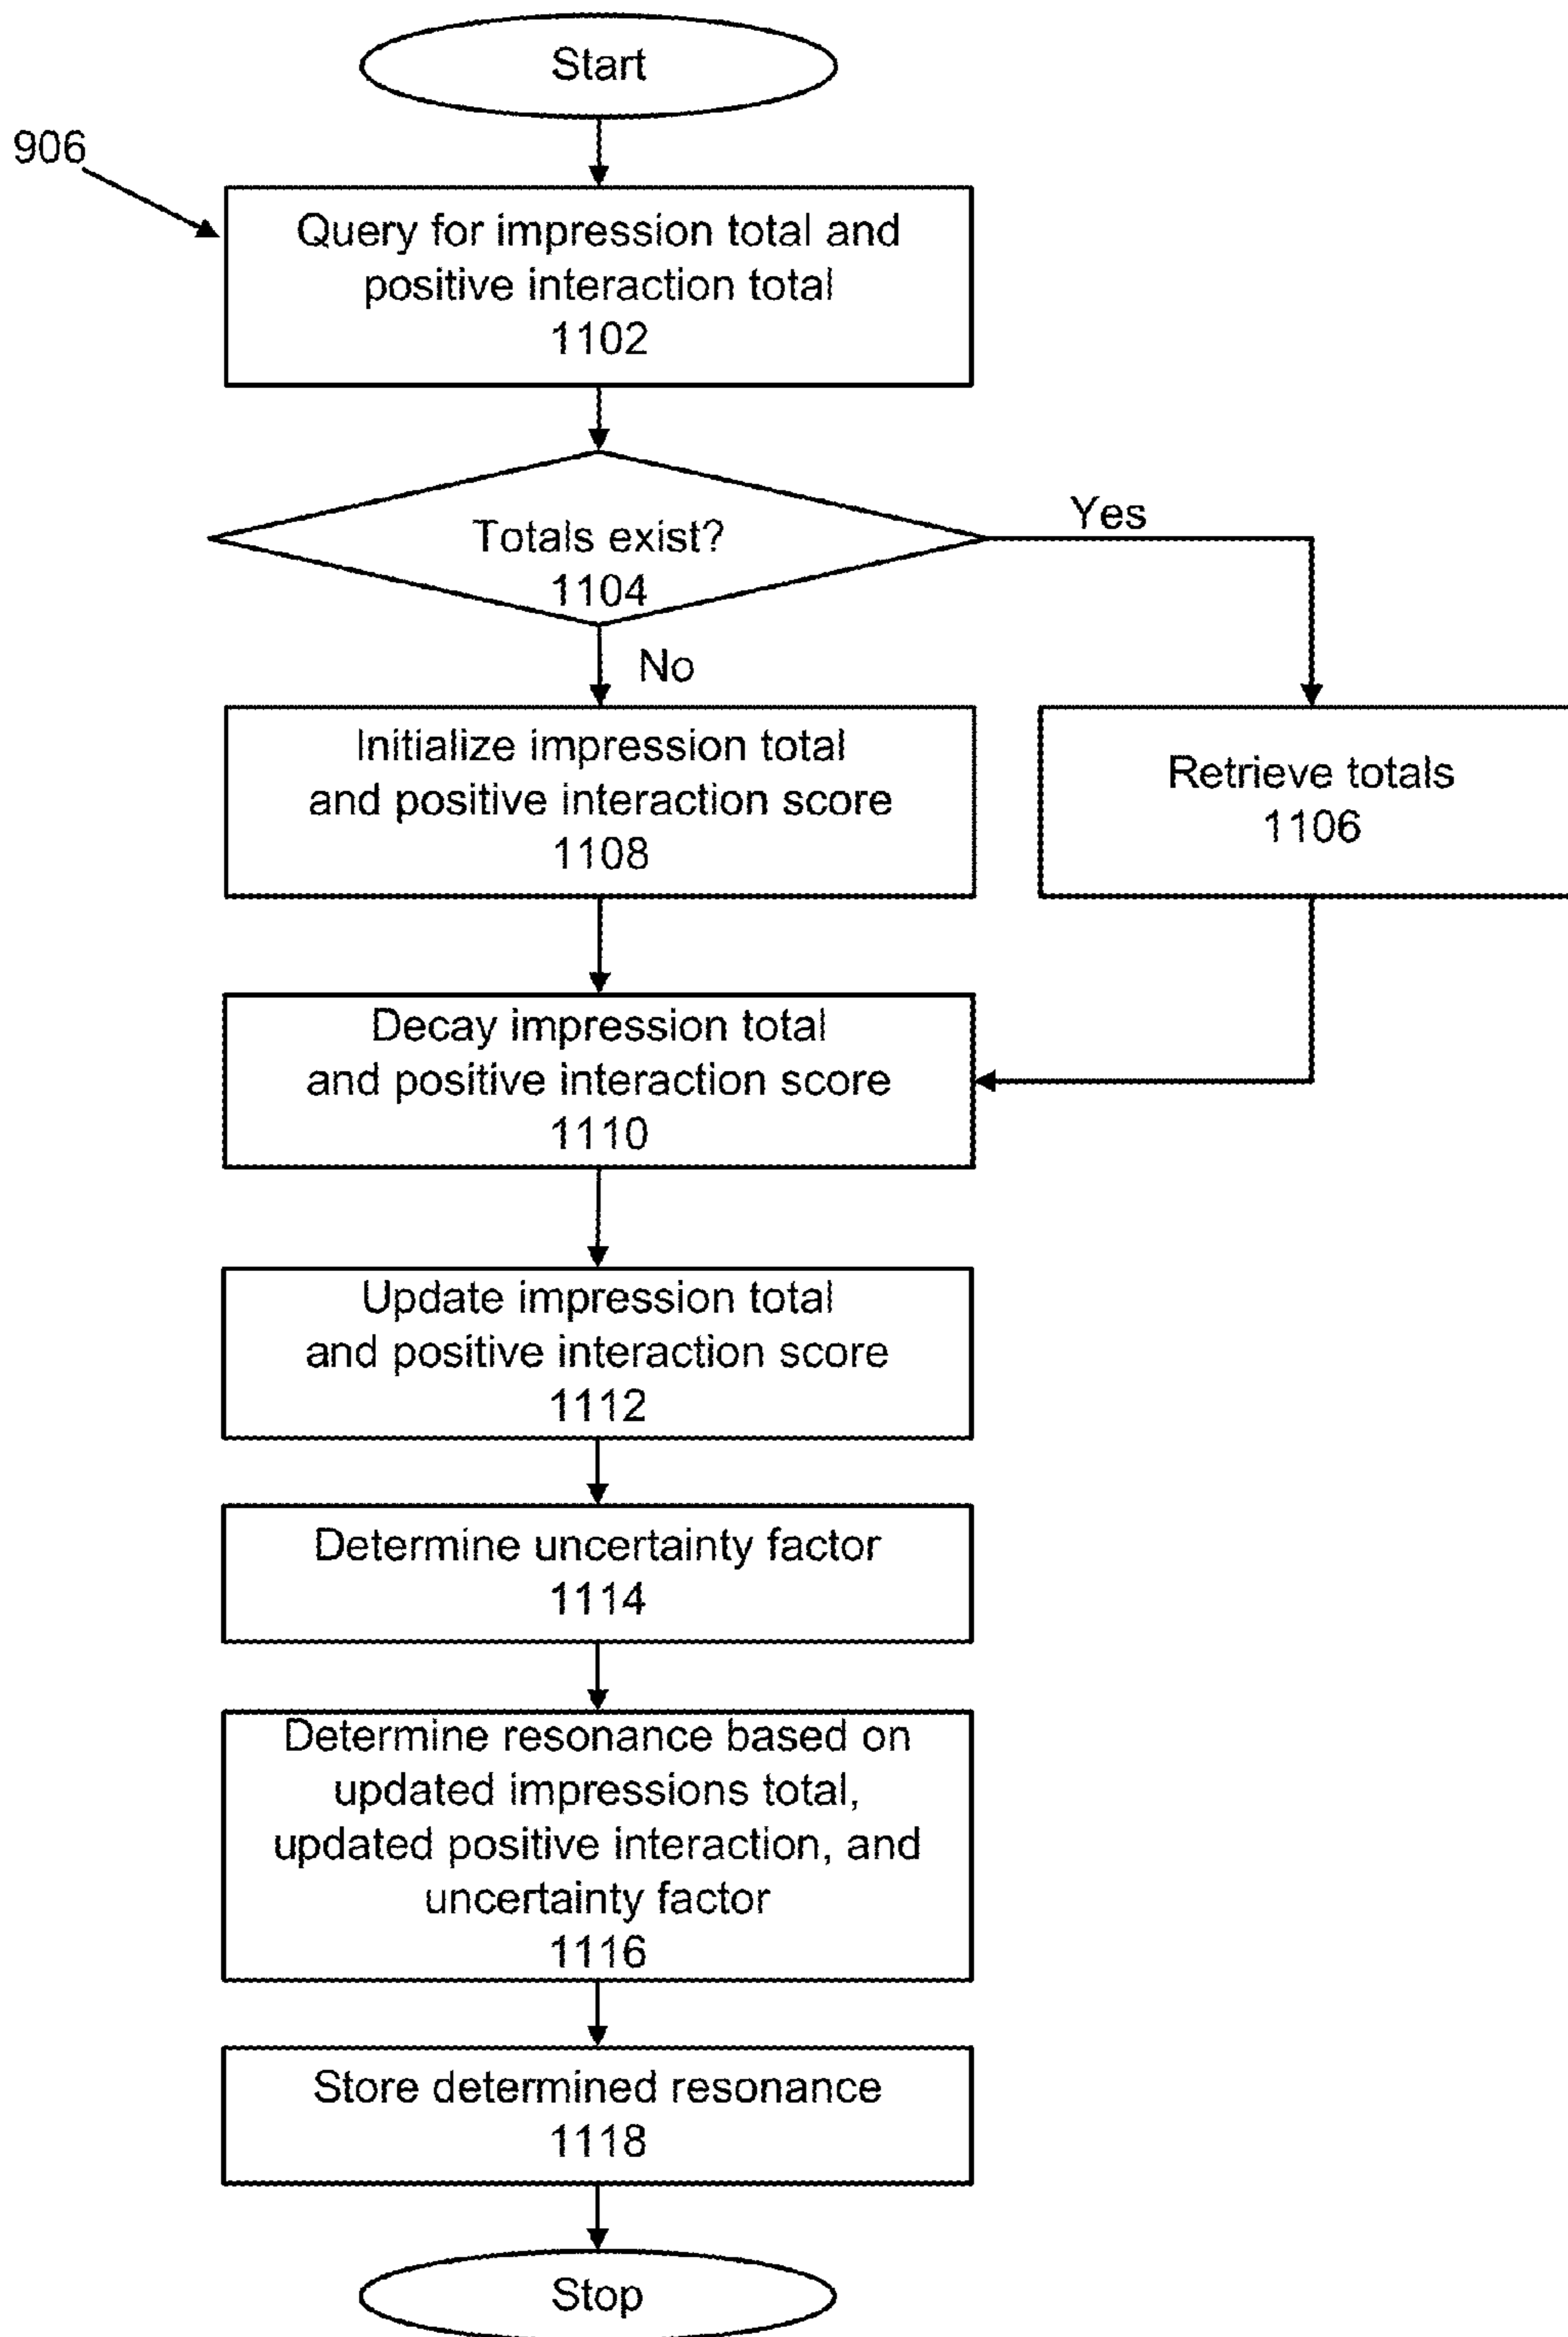 Start
906
Query for impression total and
positive interaction total
1102
Totals exist?
1104
Yes
No
Initialize impression total
and positive interaction score
1108
Retrieve totals
1106
Decay impression total
and positive interaction score
1110
Update impression total
and positive interaction score
1112
Determine uncertainty factor
1114
Determine resonance based on
updated impressions total,
updated positive interaction, and
uncertainty factor
1116
Store determined resonance
1118
Stop